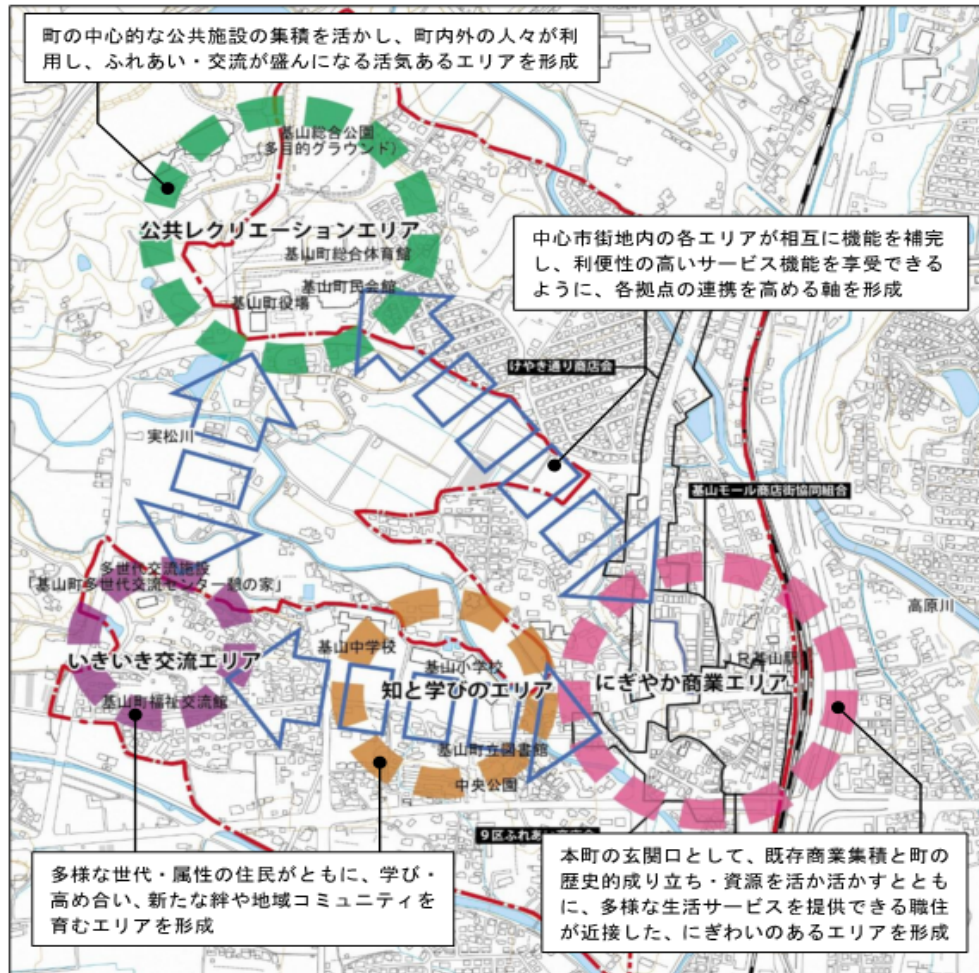 町の中心的な公共施設の集積を活かし、町内外の人々が利
用し、ふれあい・交流が盛んになる活気あるエリアを形成
基山総合公園
(多目的グラウンド)
公共レクリエーションエリア
基山町総合体育館
基山町民会館
基山町役場
中心市街地内の各エリアが相互に機能を補完
し、利便性の高いサービス機能を享受できる
ように、各拠点の連携を高める軸を形成
けやき通り商店会
実松川
基山モール商店街協同組合
多世代交流施設
「基山町多世代交流センター憩の家」
高原川
基山中学校
いきいき交流エリア
基山小学校
JR基山駅
知と学びのエリア
にぎやか商業エリア
基山町福祉交流館
基山町立図書館
中央公園
9区ふれあい商店会
多様な世代・属性の住民がともに、学び・
高め合い、新たな絆や地域コミュニティを
育むエリアを形成
本町の玄関口として、既存商業集積と町の
歴史的成り立ち・資源を活か活かすととも
に、多様な生活サービスを提供できる職住
が近接した、にぎわいのあるエリアを形成